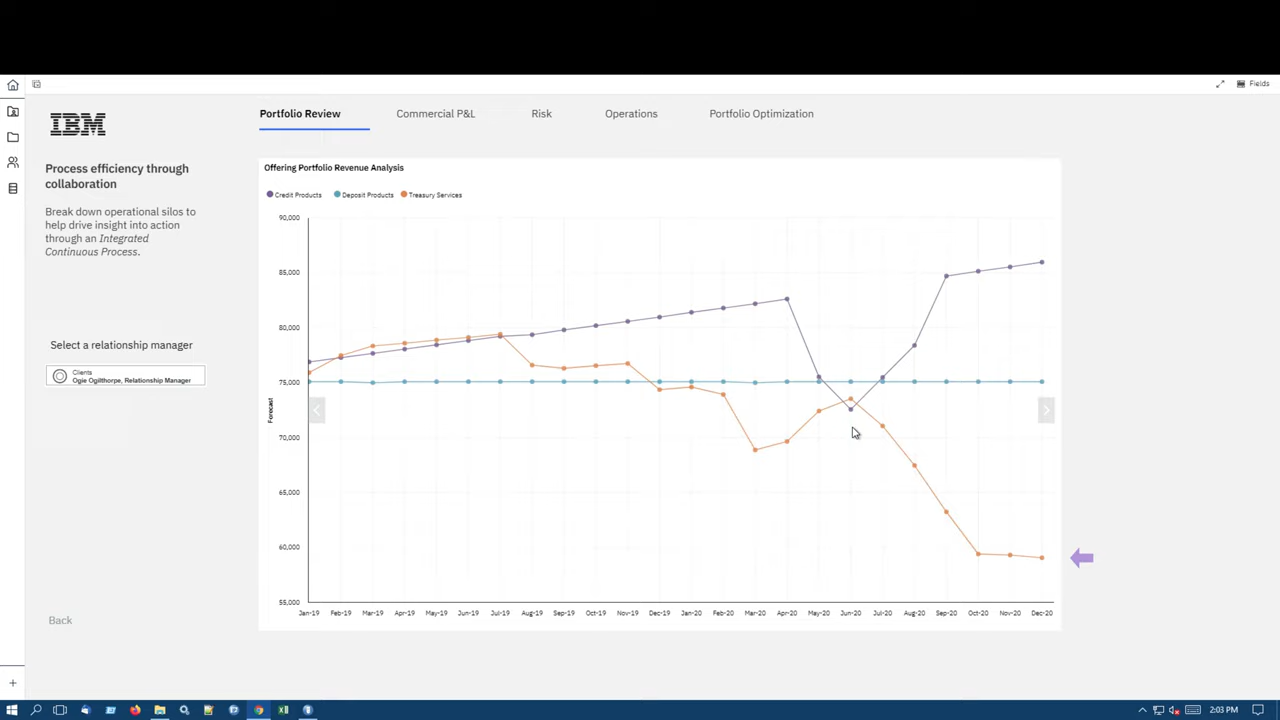 Fields
IBM
Portfolio Review
Commercial P&L
Risk
Operations
Portfolio Optimization
Process efficiency through
collaboration
Break down operational silos to
help drive insight into action
through an Integrated
Continuous Process.
Select a relationship manager
Clients
Ogie Ogilthorpe, Relationship Manager
Back
Offering Portfolio Revenue Analysis
Credit Products
Deposit Products
Treasury Services
90,000
85,000
80,000
75,000
70,000
65,000
60,000
55,000
Forecast
Jan-19
Feb-19
Mar-19
Apr-19
May-19
Jun-19
Jul-19
Aug-19
Sep-19
Oct-19
Nov-19
Dec-19
Jan-20
Feb-20
Mar-20
Apr-20
May-20
Jun-20
Jul-20
Aug-20
Sep-20
Oct-20
Nov-20
Dec-20
2:03 PM